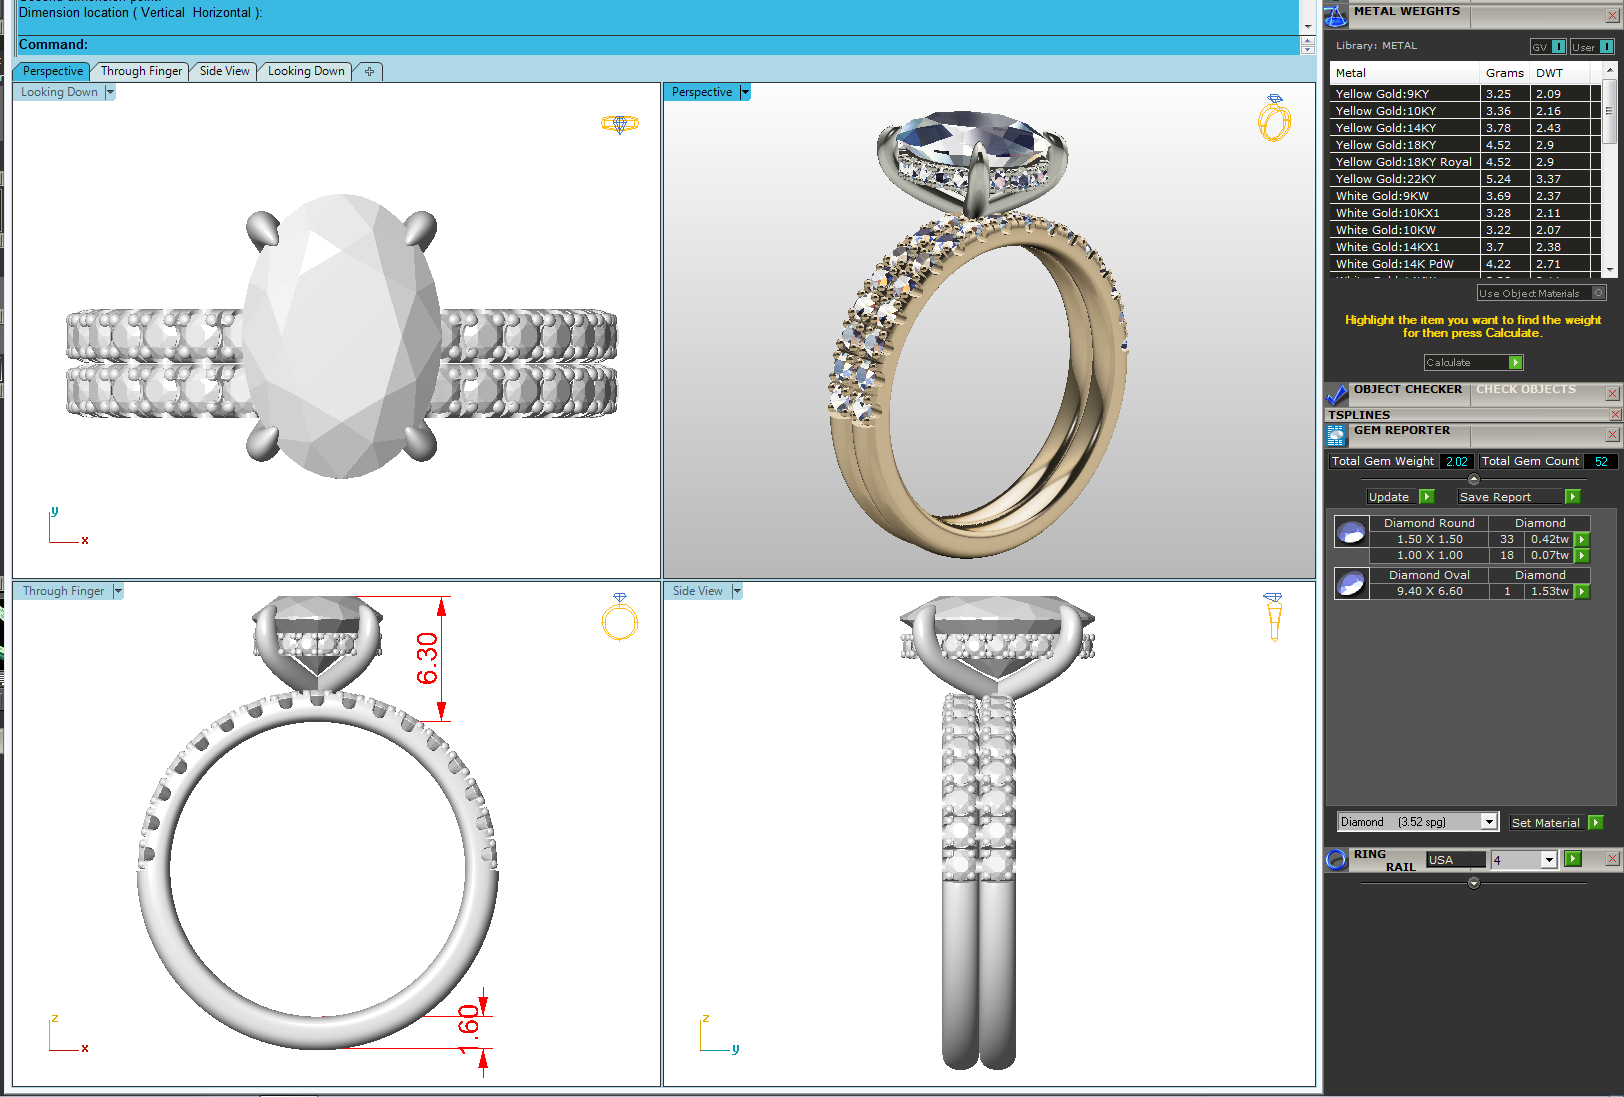 Dimension location ( Vertical  Horizontal ):
Command:
Perspective
Through Finger
Side View
Looking Down
Looking Down
y
x
Perspective
Through Finger
6.30
1.60
z
x
Side View
z
y
METAL WEIGHTS
Library: METAL
GV
User
Metal Grams DWT
Yellow Gold:9KY 3.25 2.09
Yellow Gold:10KY 3.36 2.16
Yellow Gold:14KY 3.78 2.43
Yellow Gold:18KY 4.52 2.9
Yellow Gold:18KY Royal 4.52 2.9
Yellow Gold:22KY 5.24 3.37
White Gold:9KW 3.69 2.37
White Gold:10KX1 3.28 2.11
White Gold:10KW 3.22 2.07
White Gold:14KX1 3.7 2.38
White Gold:14K PdW 4.22 2.71
Use Object Materials
Highlight the item you want to find the weight
for then press Calculate.
Calculate
OBJECT CHECKER CHECK OBJECTS
TSPLINES
GEM REPORTER
Total Gem Weight 2.02 Total Gem Count 52
Update Save Report
Diamond Round Diamond
1.50 X 1.50 33 0.42tw
1.00 X 1.00 18 0.07tw
Diamond Oval Diamond
9.40 X 6.60 1 1.53tw
Diamond (3.52 spg) Set Material
RING
RAIL USA 4